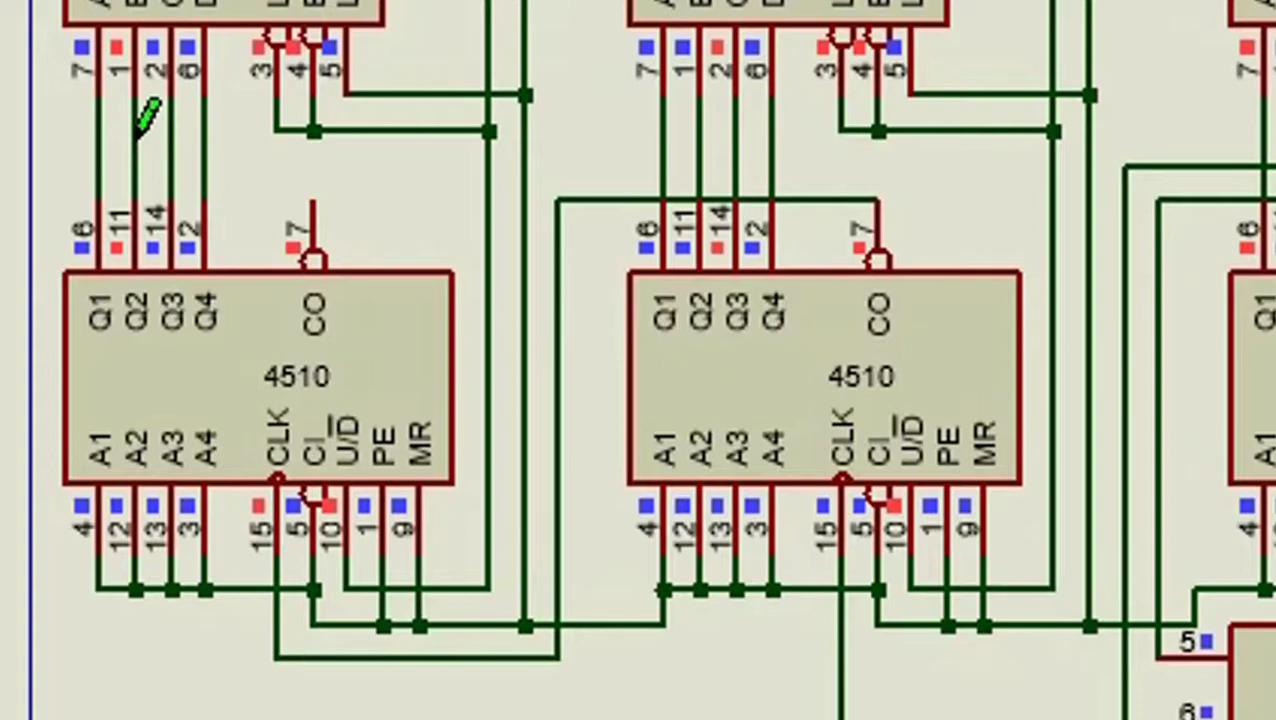 7 1 2 6 3 4 5 7 1 2 6 3 4 5 7
6 11 14 2 7 6 11 14 2 7 6
Q1 Q2 Q3 Q4 CO Q1 Q2 Q3 Q4 CO Q1
4510 4510
A1 A2 A3 A4 CLK CI U/D PE MR A1 A2 A3 A4 CLK CI U/D PE MR A1
4 12 13 3 15 5 10 1 9 4 12 13 3 15 5 10 1 9 4
5
6